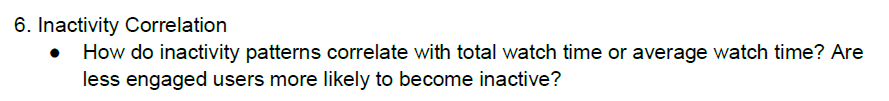 6. Inactivity Correlation
● How do inactivity patterns correlate with total watch time or average watch time? Are
less engaged users more likely to become inactive?